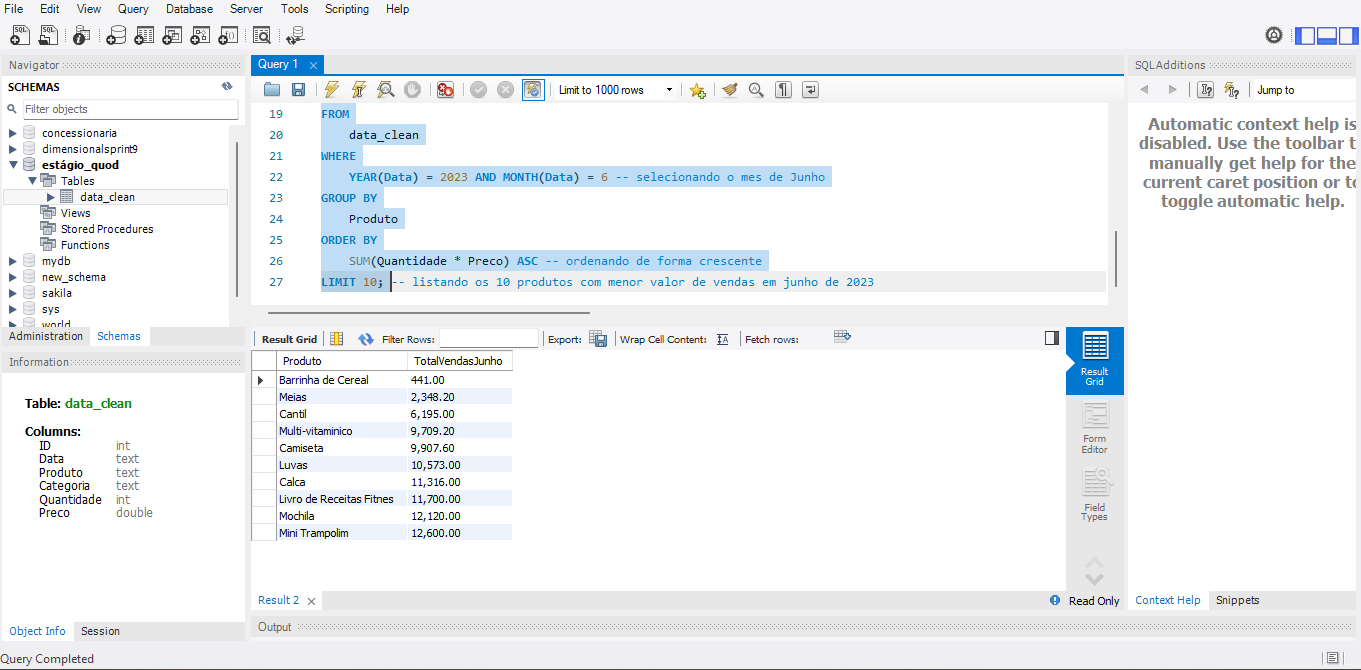 File Edit View Query Database Server Tools Scripting Help
Navigator
SCHEMAS
Filter objects
concessionaria
dimensionalsprint9
estágio_quod
Tables
data_clean
Views
Stored Procedures
Functions
mydb
new_schema
sakila
sys
world
Administration Schemas
Information
Table: data_clean
Columns:
ID int
Data text
Produto text
Categoria text
Quantidade int
Preco double
Object Info Session
Query 1
Limit to 1000 rows
19 FROM
20 data_clean
21 WHERE
22 YEAR(Data) = 2023 AND MONTH(Data) = 6 -- selecionando o mes de Junho
23 GROUP BY
24 Produto
25 ORDER BY
26 SUM(Quantidade * Preco) ASC -- ordenando de forma crescente
27 LIMIT 10; -- listando os 10 produtos com menor valor de vendas em junho de 2023
Result Grid Filter Rows: Export: Wrap Cell Content: Fetch rows:
Produto TotalVendasJunho
Barrinha de Cereal 441.00
Meias 2,348.20
Cantil 6,195.00
Multi-vitaminico 9,709.20
Camiseta 9,907.60
Luvas 10,573.00
Calca 11,316.00
Livro de Receitas Fitnes 11,700.00
Mochila 12,120.00
Mini Trampolim 12,600.00
Result
Grid
Form
Editor
Field
Types
Result 2
Read Only
Output
SQLAdditions
Jump to
Automatic context help is
disabled. Use the toolbar t
manually get help for the
current caret position or to
toggle automatic help.
Context Help Snippets
Query Completed